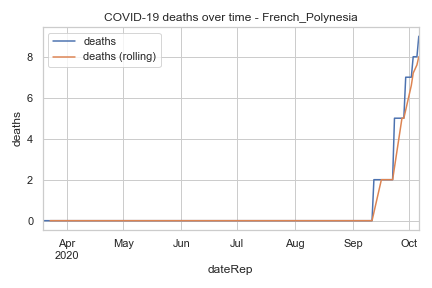 COVID-19 deaths over time - French_Polynesia
deaths
deaths (rolling)
8
6
4
2
0
deaths
Apr May Jun Jul Aug Sep Oct
2020
dateRep